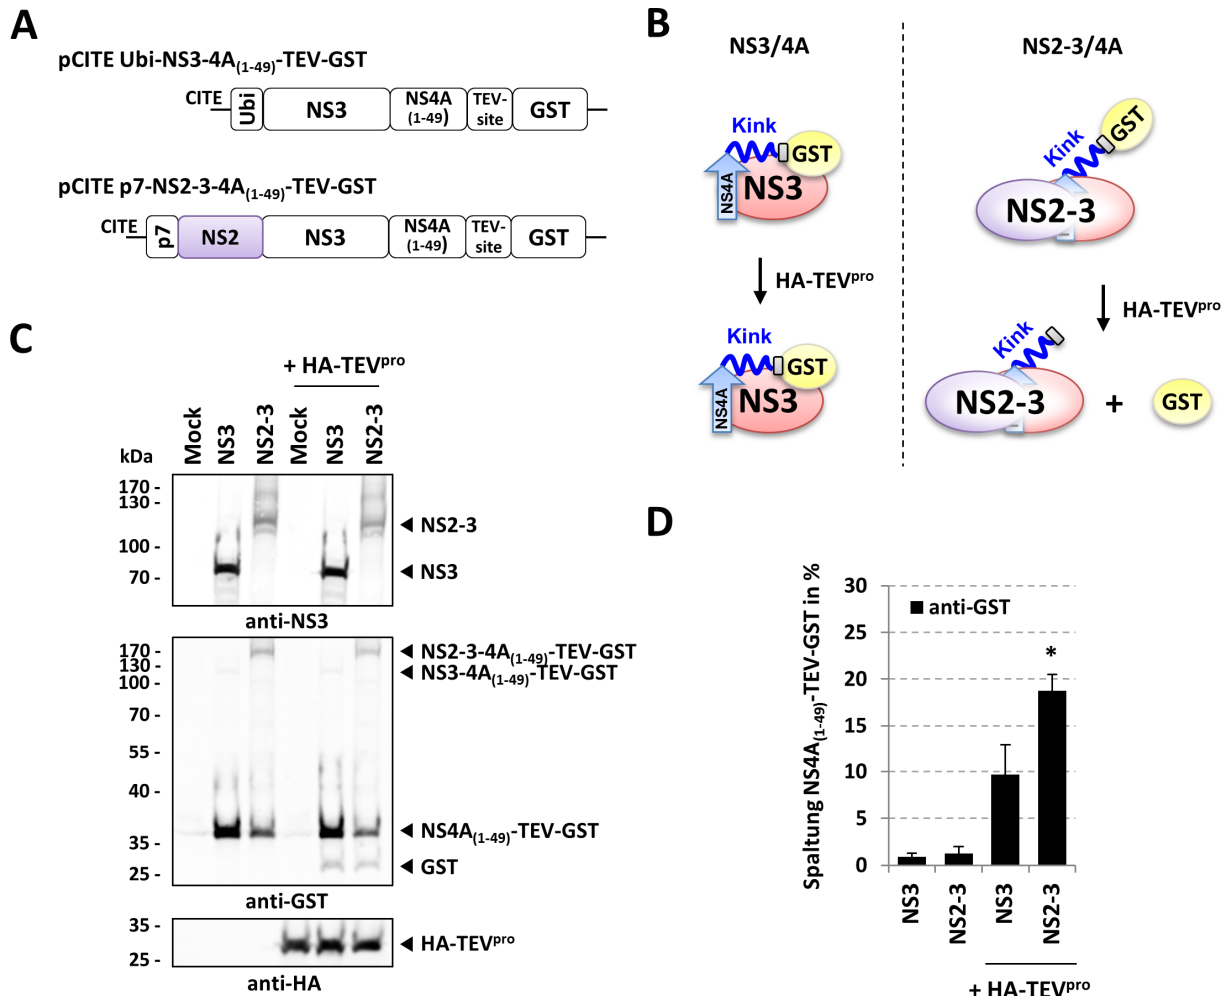 A
pCITE Ubi-NS3-4A(1-49)-TEV-GST
CITE Ubi NS3 NS4A (1-49) TEV-site GST
pCITE p7-NS2-3-4A(1-49)-TEV-GST
CITE p7 NS2 NS3 NS4A (1-49) TEV-site GST
B
NS3/4A
NS2-3/4A
Kink
GST
NS4A
NS3
Kink
GST
NS2-3
HA-TEVpro
HA-TEVpro
Kink
GST
NS4A
NS3
Kink
NS2-3
+
GST
C
+ HA-TEVpro
kDa
Mock
NS3
NS2-3
Mock
NS3
NS2-3
170 -
130 -
100 -
70 -
NS2-3
NS3
anti-NS3
170 -
130 -
100 -
70 -
55 -
40 -
35 -
25 -
NS2-3-4A(1-49)-TEV-GST
NS3-4A(1-49)-TEV-GST
NS4A(1-49)-TEV-GST
GST
anti-GST
35 -
25 -
HA-TEVpro
anti-HA
D
Spaltung NS4A(1-49)-TEV-GST in %
30
25
20
15
10
5
0
anti-GST
*
NS3
NS2-3
NS3
NS2-3
+ HA-TEVpro